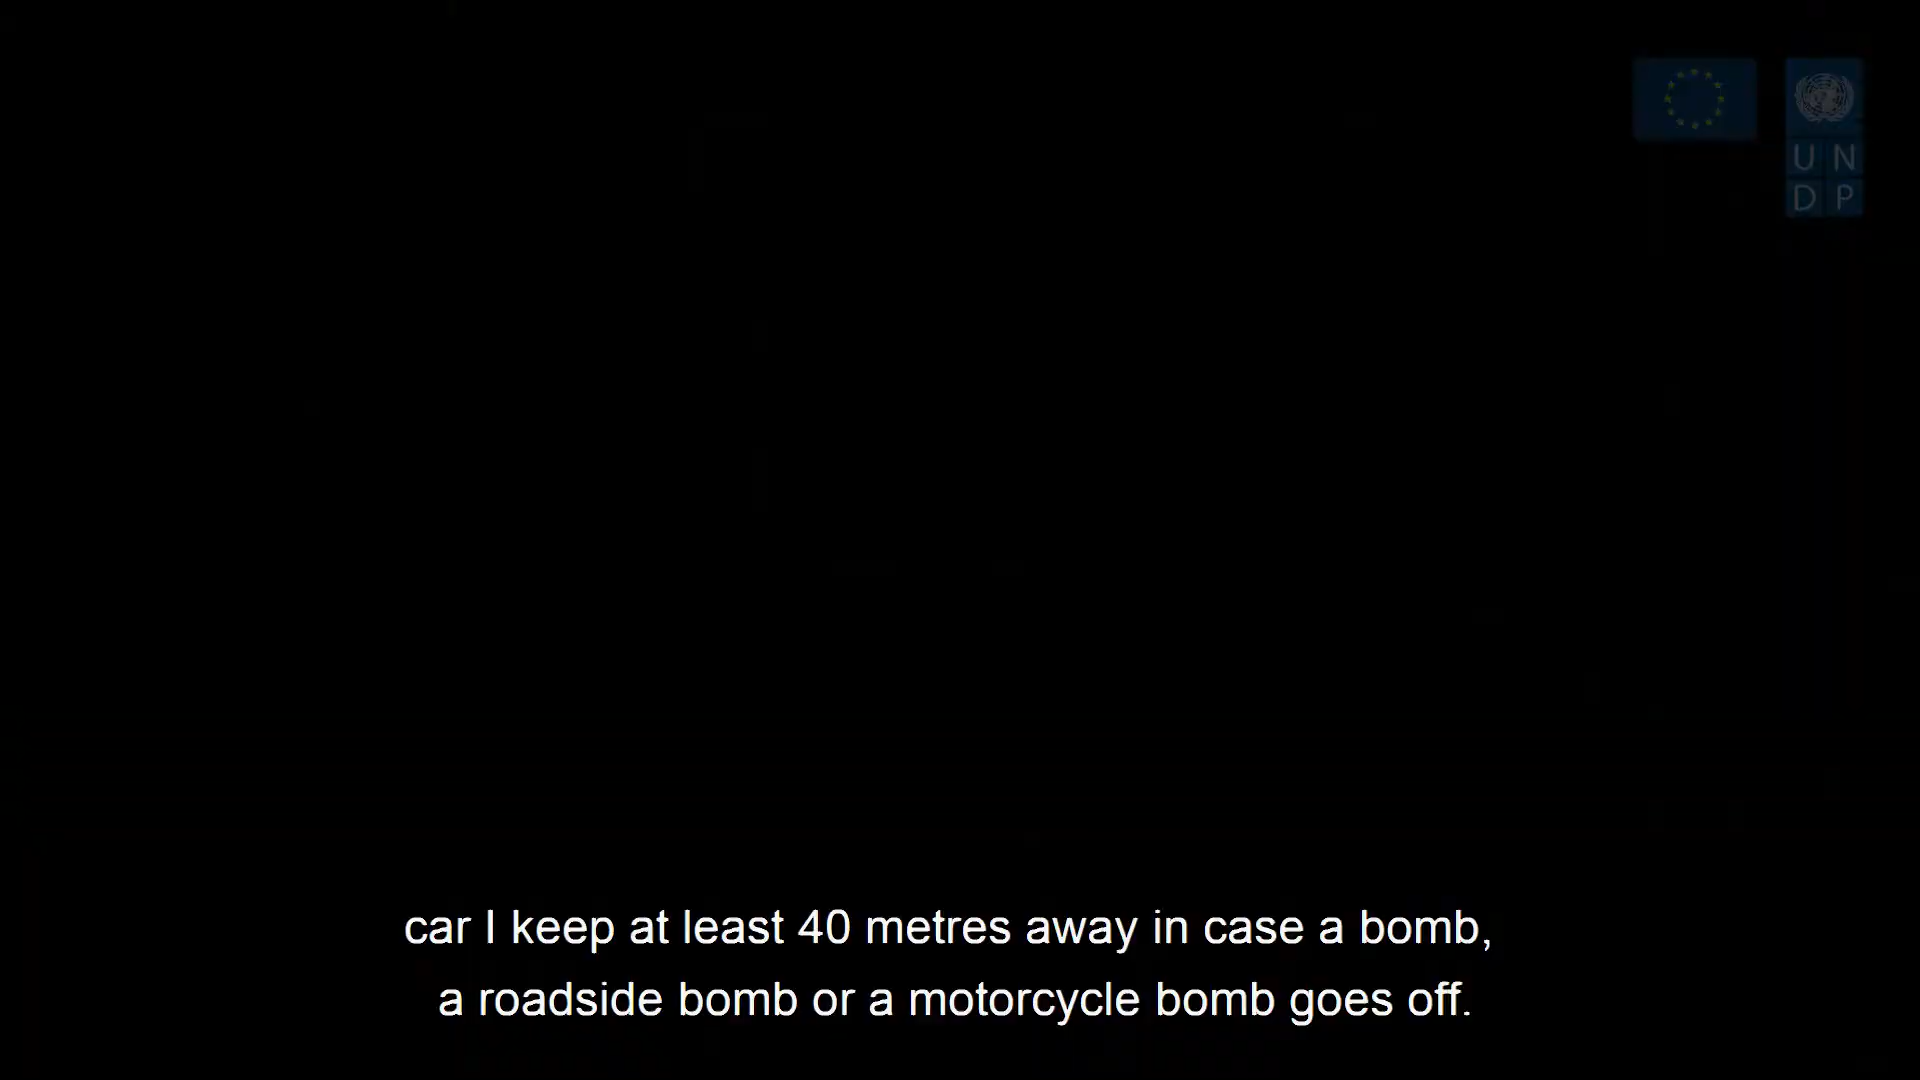 U N
D P
car I keep at least 40 metres away in case a bomb,
a roadside bomb or a motorcycle bomb goes off.